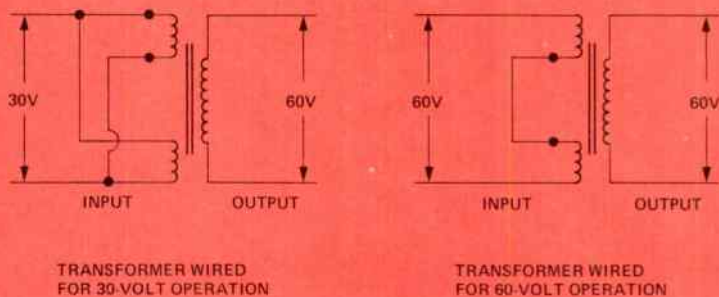 30V
60V
INPUT
OUTPUT
TRANSFORMER WIRED
FOR 30-VOLT OPERATION
60V
60V
INPUT
OUTPUT
TRANSFORMER WIRED
FOR 60-VOLT OPERATION